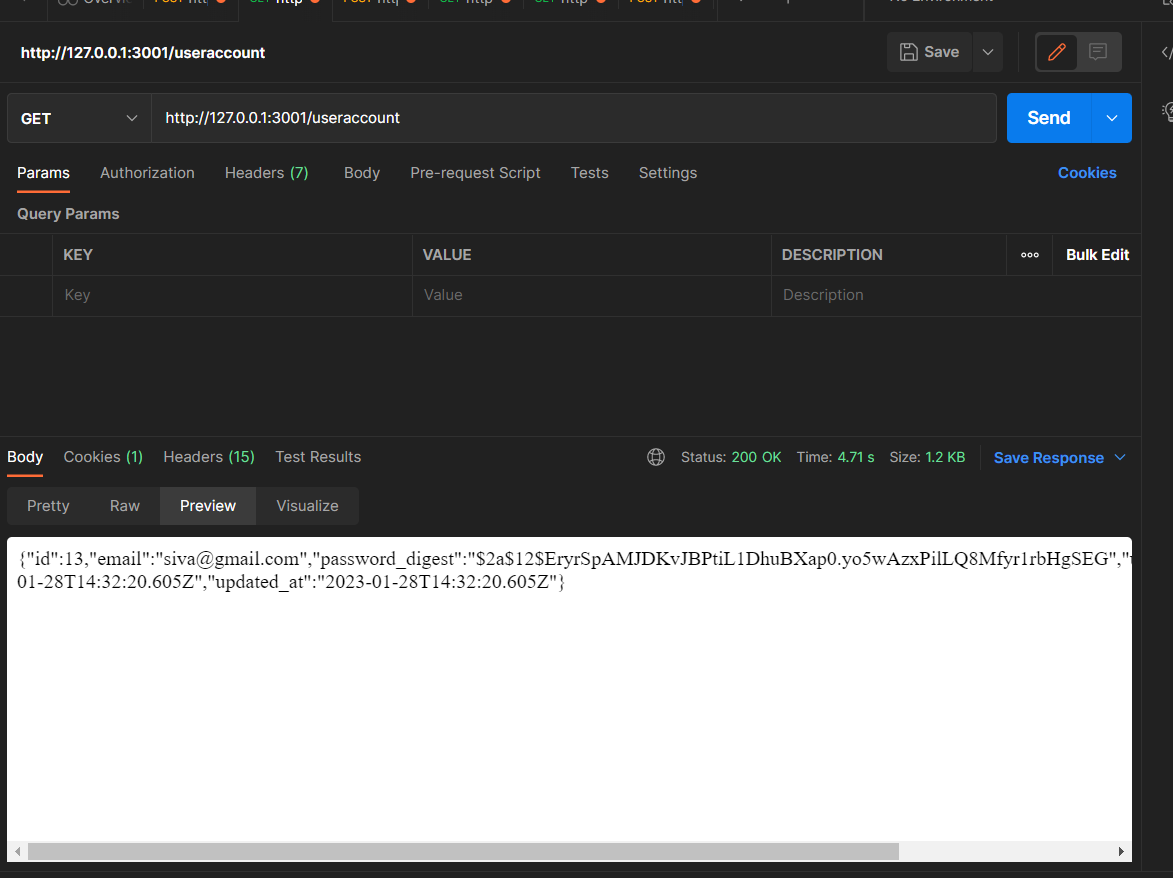 http://127.0.0.1:3001/useraccount
Save
GET http://127.0.0.1:3001/useraccount Send
Params Authorization Headers (7) Body Pre-request Script Tests Settings Cookies
Query Params
KEY VALUE DESCRIPTION Bulk Edit
Key Value Description
Body Cookies (1) Headers (15) Test Results Status: 200 OK Time: 4.71 s Size: 1.2 KB Save Response
Pretty Raw Preview Visualize
{"id":13,"email":"siva@gmail.com","password_digest":"$2a$12$EryrSpAMJDKvJBPtiL1DhuBXap0.yo5wAzxPilLQ8Mfyr1rbHgSEG","
01-28T14:32:20.605Z","updated_at":"2023-01-28T14:32:20.605Z"}